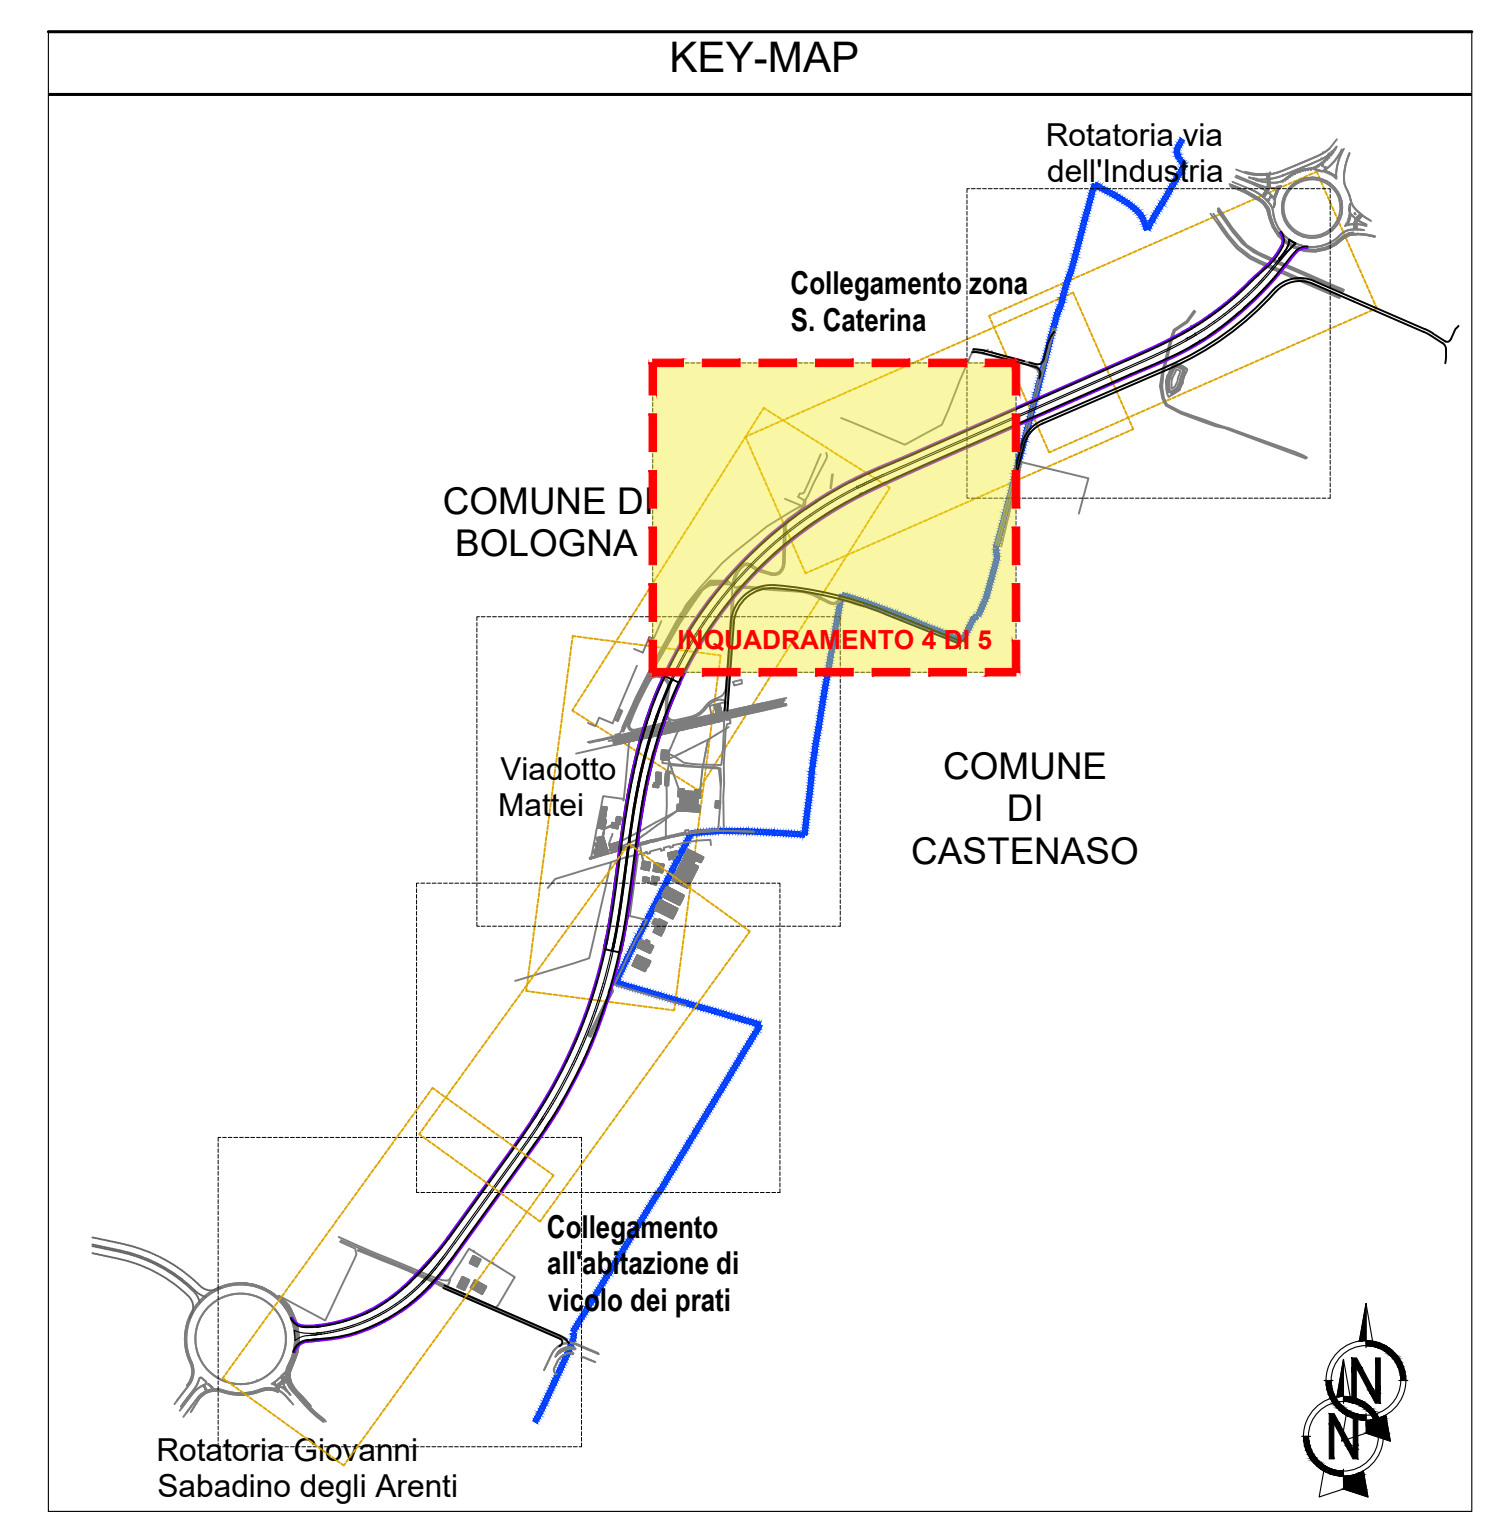 KEY-MAP
Rotatoria via
dell'Industria
Collegamento zona
S. Caterina
COMUNE DI
BOLOGNA
INQUADRAMENTO 4 DI 5
Viadotto
Mattei
COMUNE
DI
CASTENASO
Collegamento
all'abitazione di
vicolo dei prati
N
N
Rotatoria Giovanni
Sabadino degli Arenti